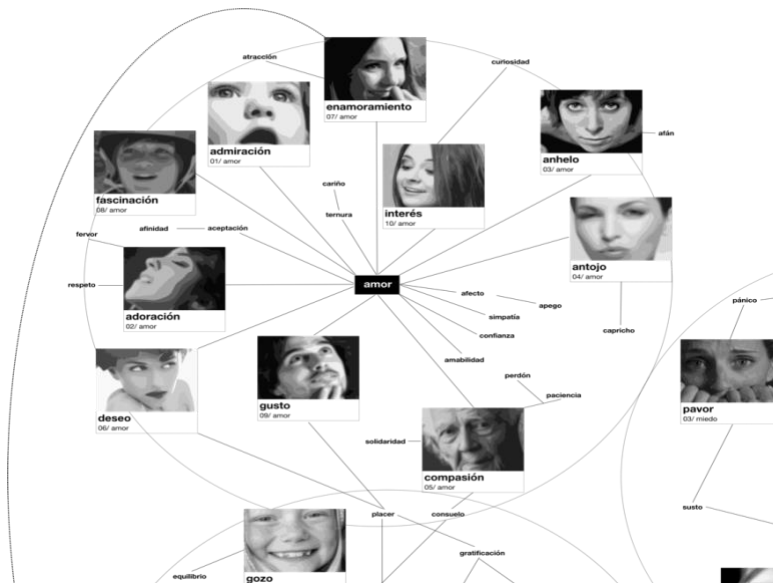 atracción
curiosidad
enamoramiento
07/ amor
admiración
01/ amor
afán
anhelo
03/ amor
cariño
ternura
interés
10/ amor
fascinación
08/ amor
afinidad
aceptación
fervor
antojo
04/ amor
respeto
amor
adoración
02/ amor
afecto
apego
simpatía
confianza
capricho
pánico
amabilidad
perdón
paciencia
deseo
06/ amor
gusto
09/ amor
pavor
03/ miedo
solidaridad
compasión
05/ amor
placer
consuelo
susto
gratificación
equilibrio
gozo